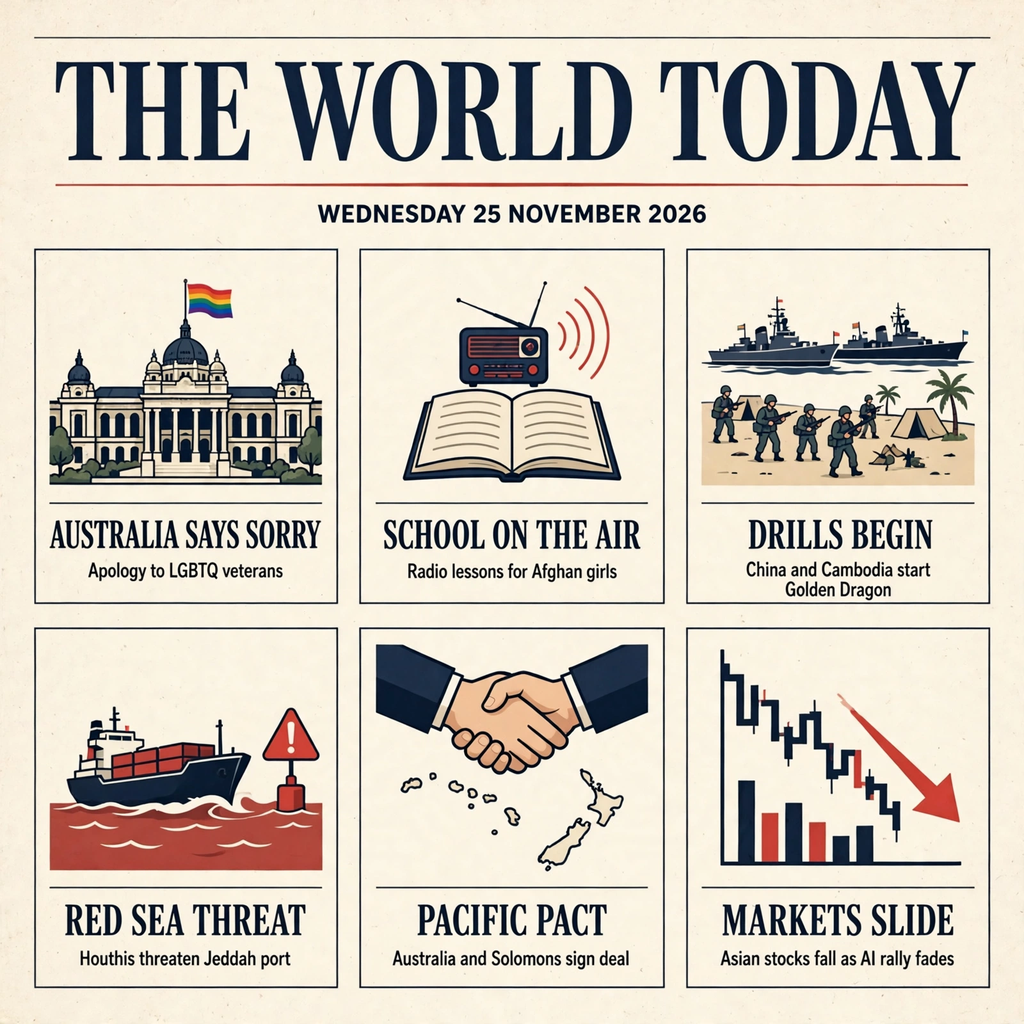 THE WORLD TODAY
WEDNESDAY 25 NOVEMBER 2026
AUSTRALIA SAYS SORRY
Apology to LGBTQ veterans
SCHOOL ON THE AIR
Radio lessons for Afghan girls
DRILLS BEGIN
China and Cambodia start
Golden Dragon
RED SEA THREAT
Houthis threaten Jeddah port
PACIFIC PACT
Australia and Solomons sign deal
MARKETS SLIDE
Asian stocks fall as AI rally fades